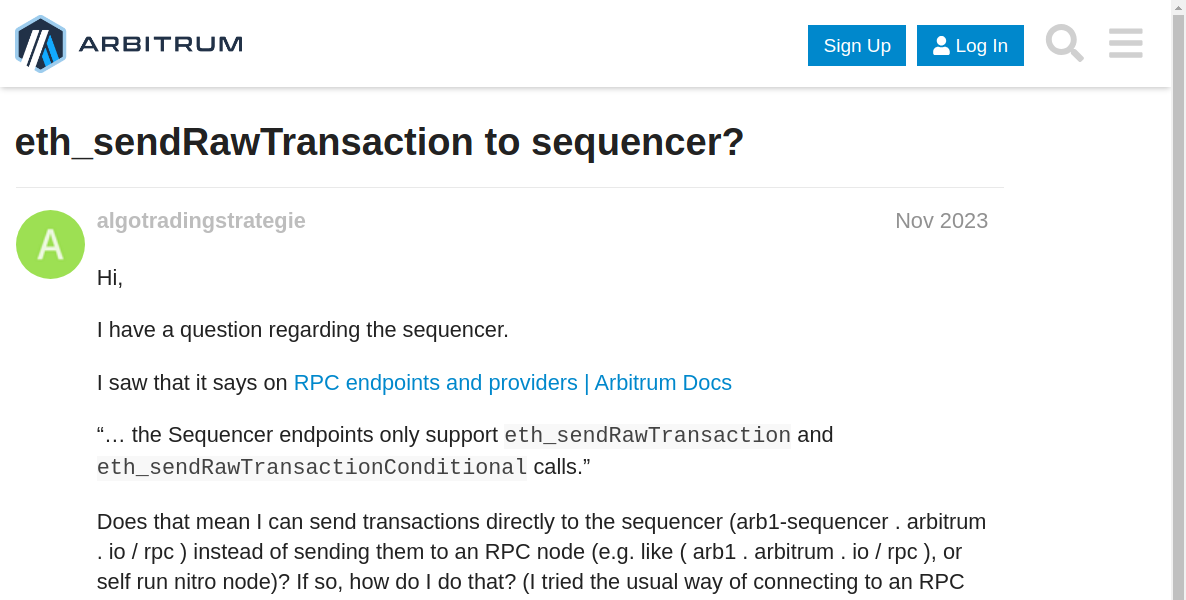 ARBITRUM
Sign Up
Log In
eth_sendRawTransaction to sequencer?
A
algotradingstrategie
Nov 2023
Hi,
I have a question regarding the sequencer.
I saw that it says on RPC endpoints and providers | Arbitrum Docs
“… the Sequencer endpoints only support eth_sendRawTransaction and
eth_sendRawTransactionConditional calls.”
Does that mean I can send transactions directly to the sequencer (arb1-sequencer . arbitrum
. io / rpc ) instead of sending them to an RPC node (e.g. like ( arb1 . arbitrum . io / rpc ), or
self run nitro node)? If so, how do I do that? (I tried the usual way of connecting to an RPC